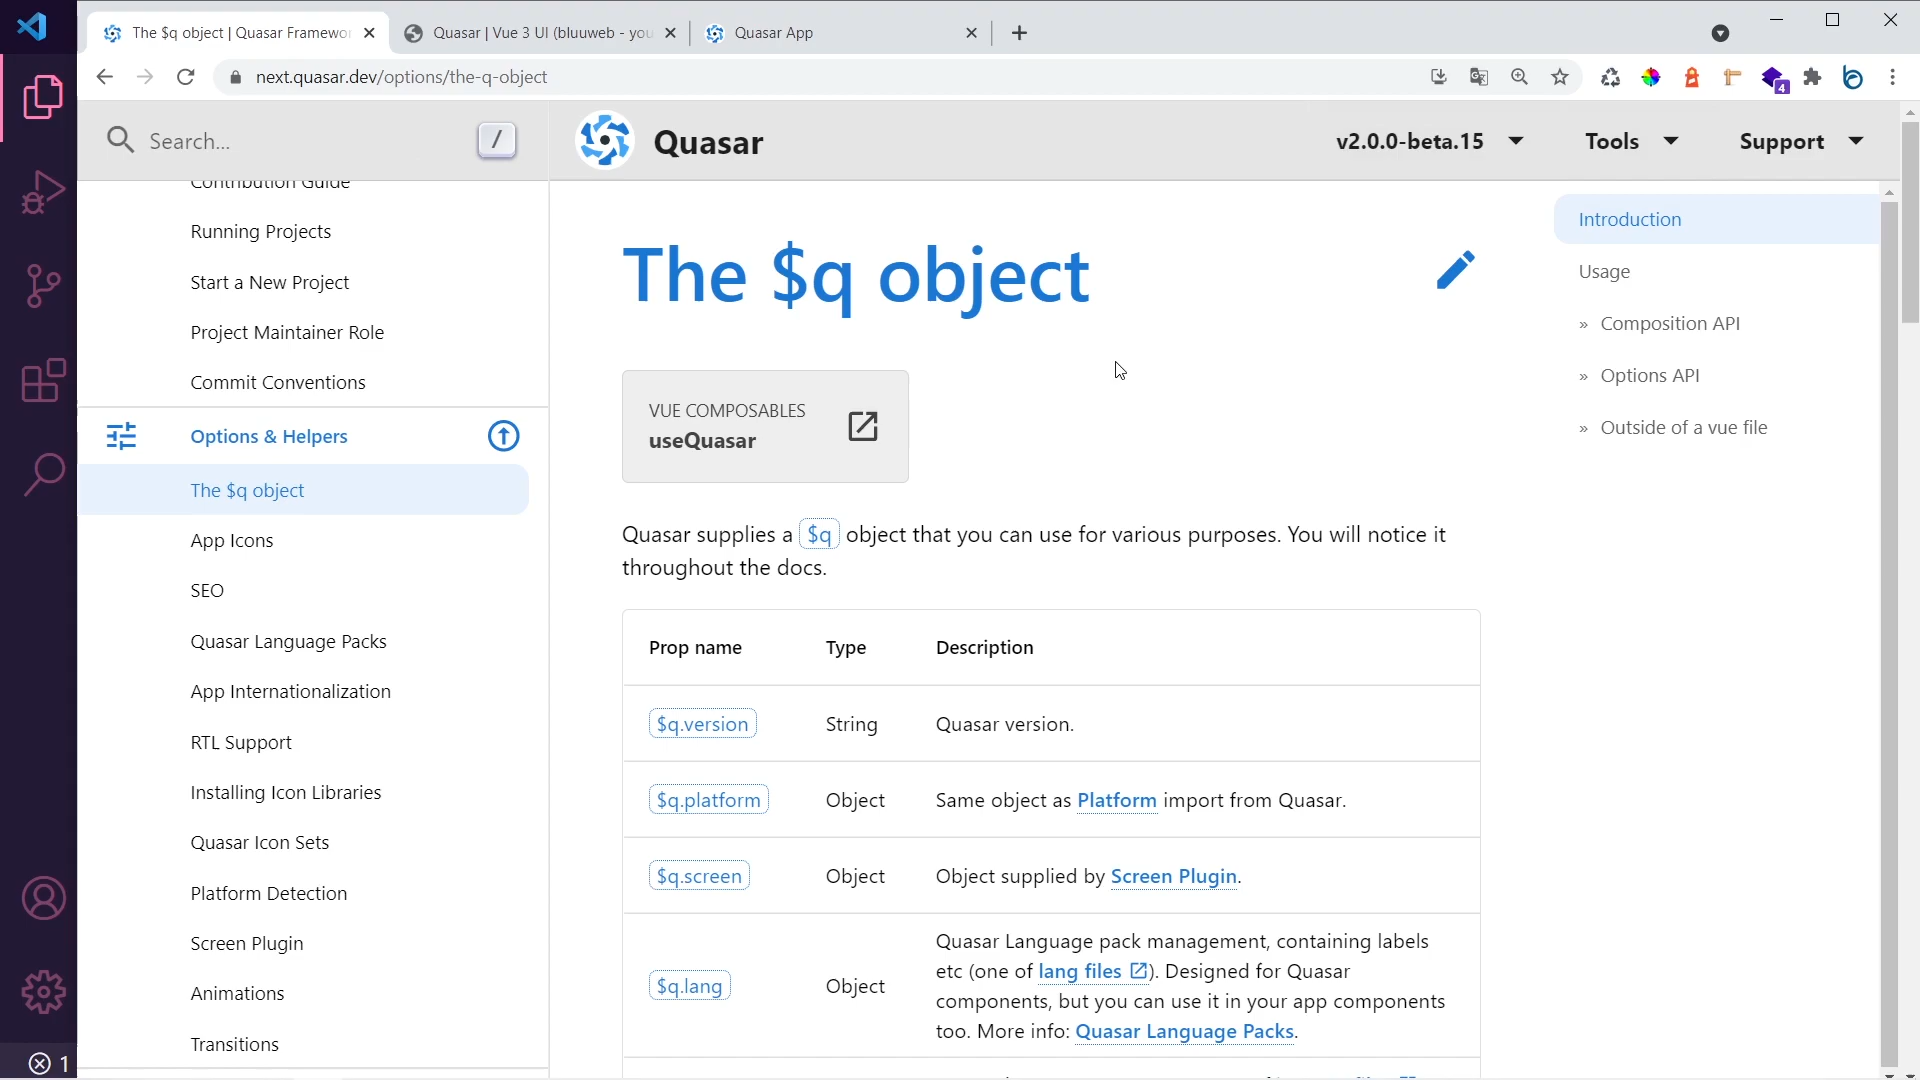 The $q object | Quasar Framewor
Quasar | Vue 3 UI (bluuweb - you
Quasar App
next.quasar.dev/options/the-q-object
4
Search...
/
Quasar
v2.0.0-beta.15
Tools
Support
Contribution Guide
Running Projects
Start a New Project
Project Maintainer Role
Commit Conventions
Options & Helpers
The $q object
App Icons
SEO
Quasar Language Packs
App Internationalization
RTL Support
Installing Icon Libraries
Quasar Icon Sets
Platform Detection
Screen Plugin
Animations
Transitions
1
The $q object
VUE COMPOSABLES
useQuasar
Quasar supplies a $q object that you can use for various purposes. You will notice it
throughout the docs.
Prop name Type Description
$q.version String Quasar version.
$q.platform Object Same object as Platform import from Quasar.
$q.screen Object Object supplied by Screen Plugin.
$q.lang Object Quasar Language pack management, containing labels
etc (one of lang files). Designed for Quasar
components, but you can use it in your app components
too. More info: Quasar Language Packs.
Introduction
Usage
» Composition API
» Options API
» Outside of a vue file